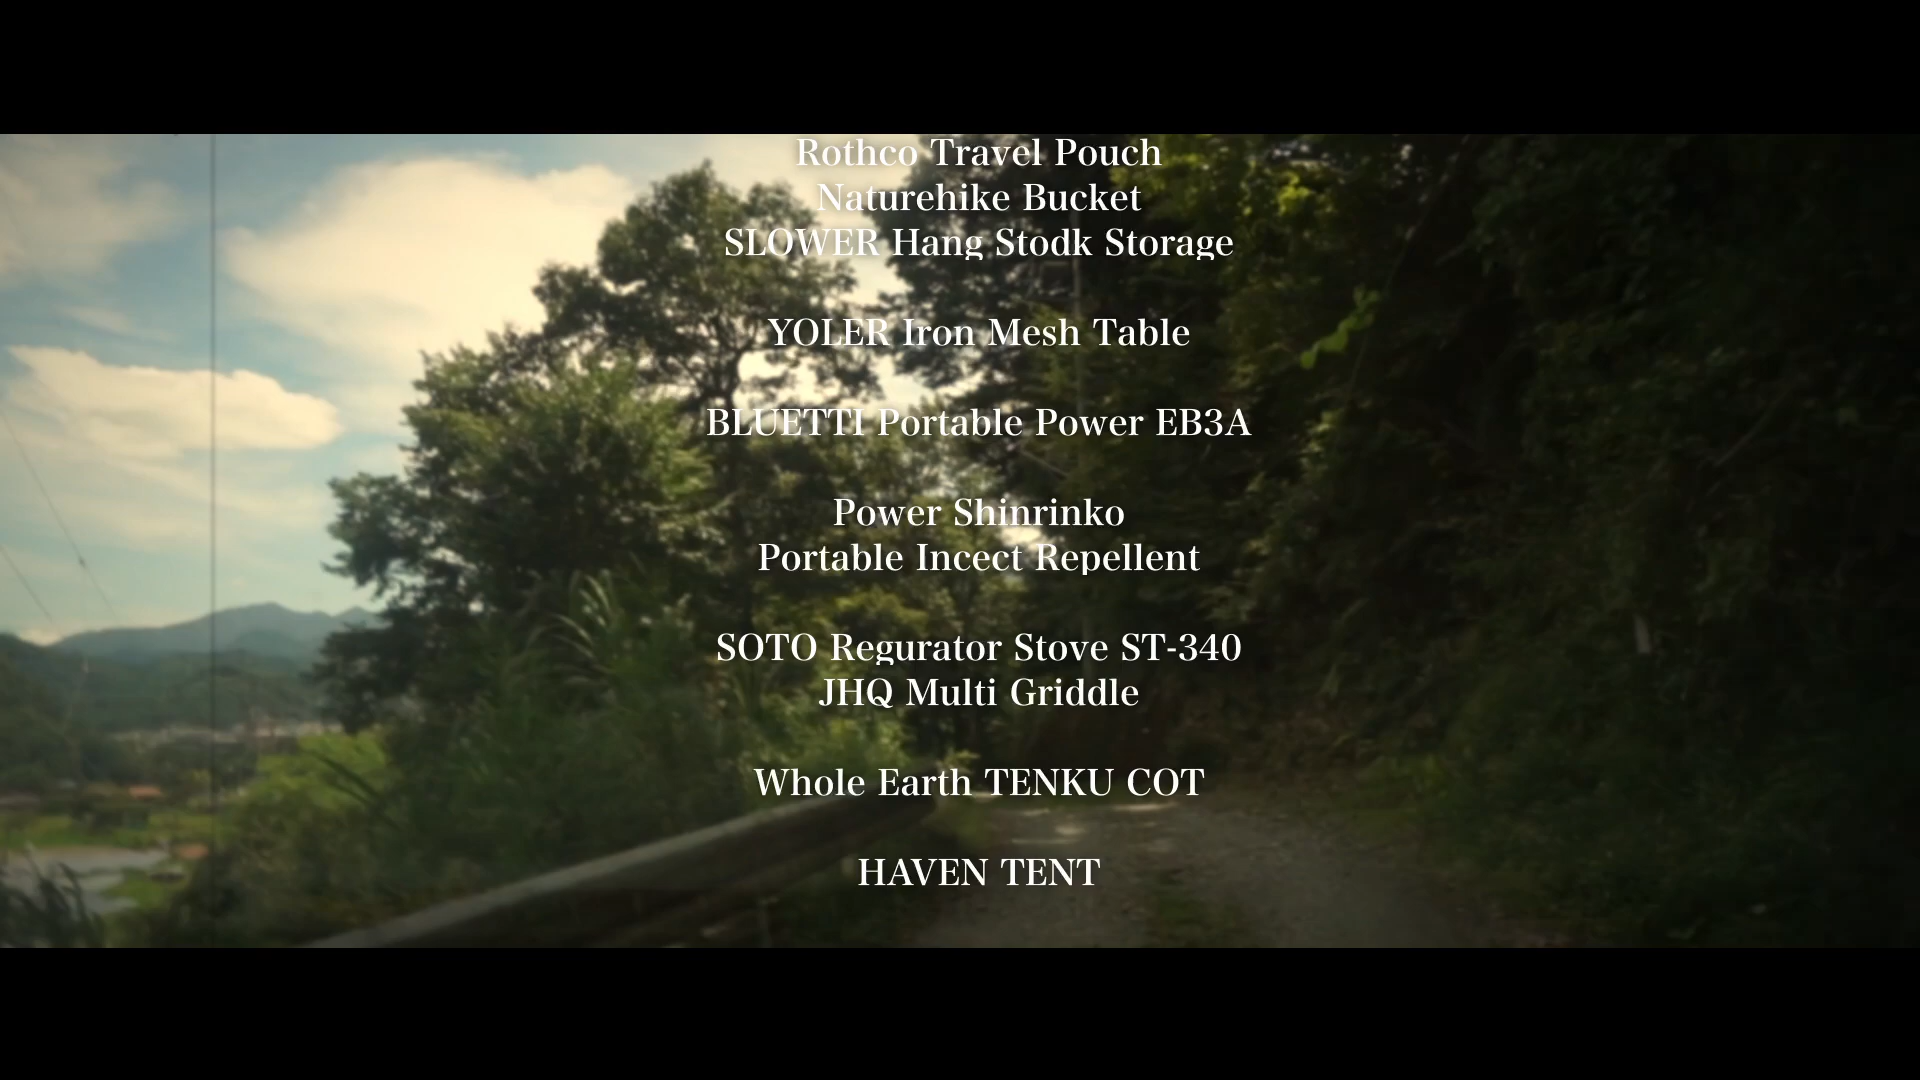 Rothco Travel Pouch
Naturehike Bucket
SLOWER Hang Stodk Storage
YOLER Iron Mesh Table
BLUETTI Portable Power EB3A
Power Shinrinko
Portable Incect Repellent
SOTO Regurator Stove ST-340
JHQ Multi Griddle
Whole Earth TENKU COT
HAVEN TENT